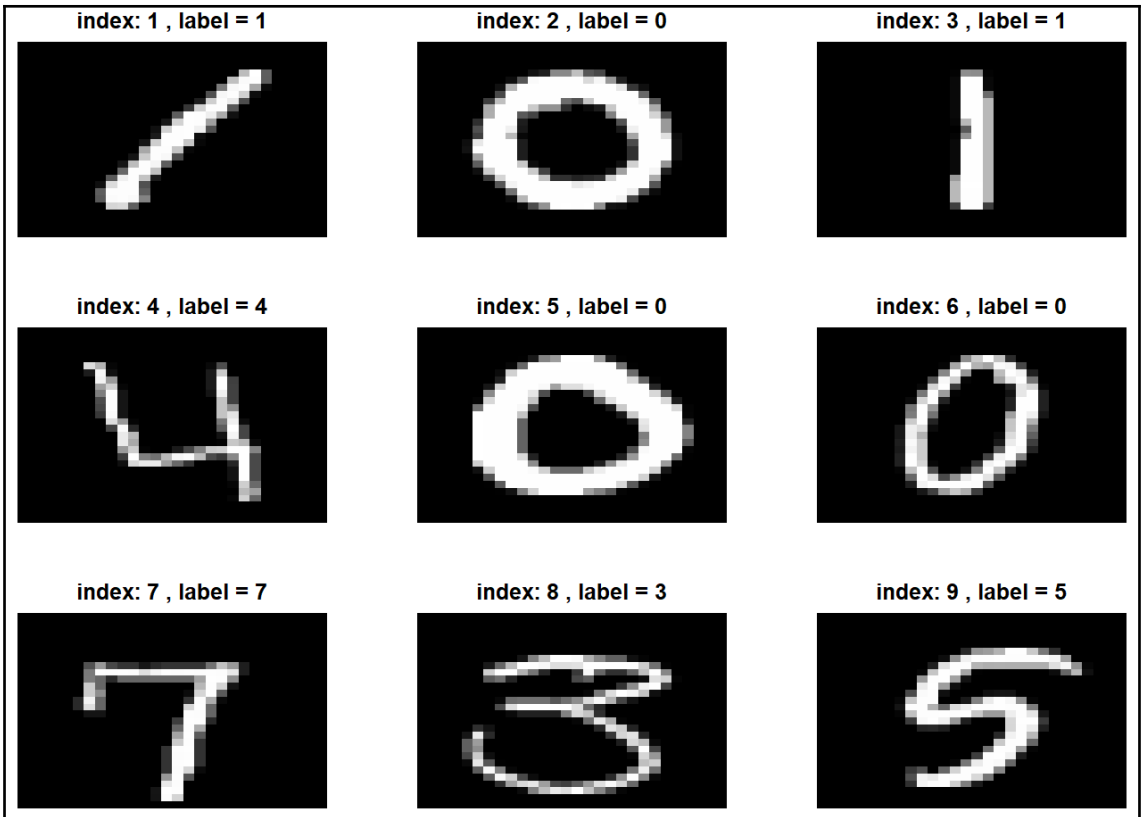 index: 1 , label = 1
index: 2 , label = 0
index: 3 , label = 1
1
0
1
index: 4 , label = 4
index: 5 , label = 0
index: 6 , label = 0
4
0
0
index: 7 , label = 7
index: 8 , label = 3
index: 9 , label = 5
7
3
5